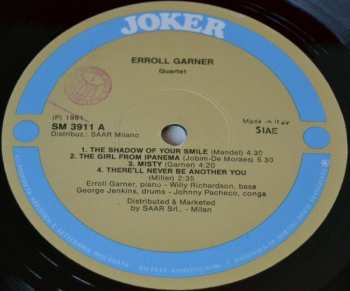 JOKER
ERROLL GARNER
Quartet
(P) 1981
SM 3911 A
Distribuz.: SAAR Milano
Made in Italy
SIAE
1. THE SHADOW OF YOUR SMILE (Mandel) 4.30
2. THE GIRL FROM IPANEMA (Jobim-De Moraes) 5.30
3. MISTY (Garner) 4:20
4. THERE'LL NEVER BE ANOTHER YOU
(Miller) 2:35
Erroll Garner, piano - Willy Richardson, bass
George Jenkins, drums - Johnny Pacheco, conga
Distributed & Marketed
by SAAR Srl., - Milan